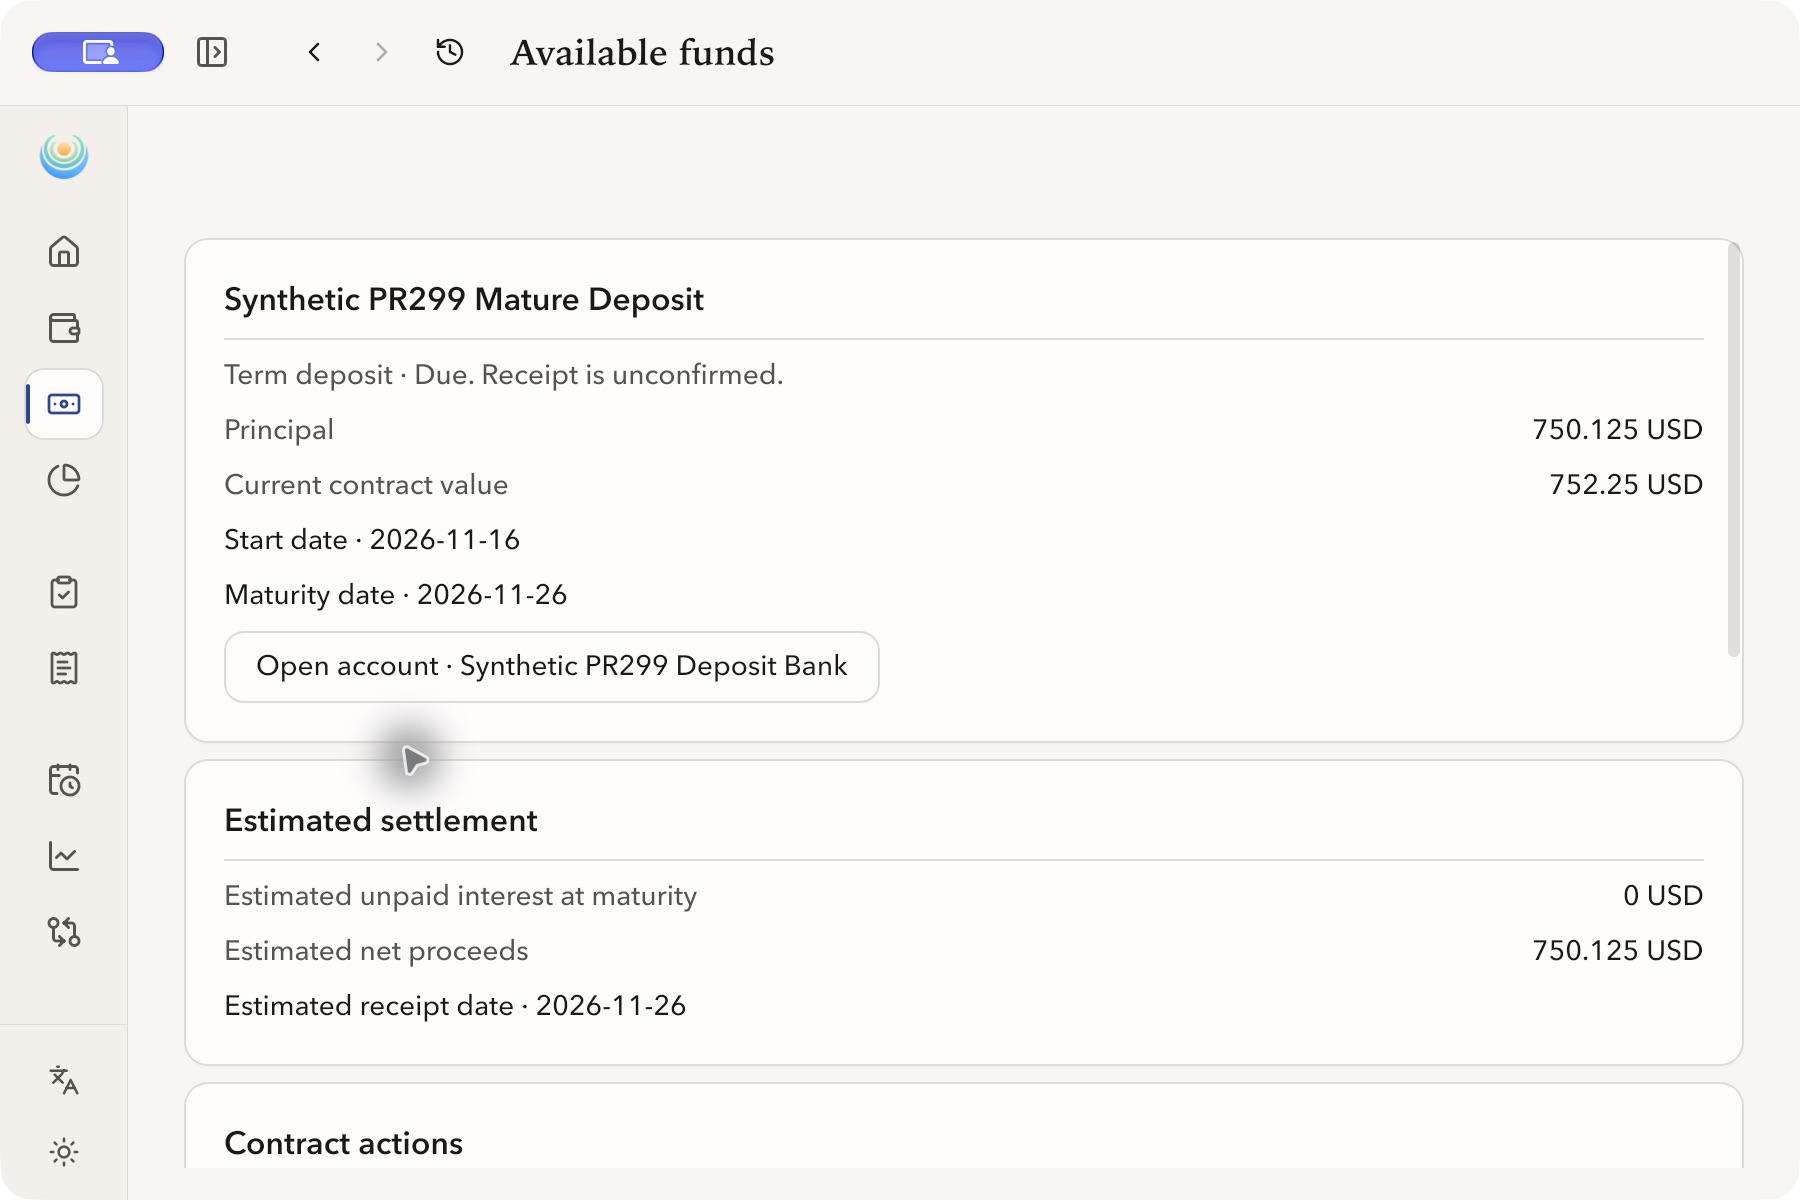 Available funds
Synthetic PR299 Mature Deposit
Term deposit · Due. Receipt is unconfirmed.
Principal 750.125 USD
Current contract value 752.25 USD
Start date · 2026-11-16
Maturity date · 2026-11-26
Open account · Synthetic PR299 Deposit Bank
Estimated settlement
Estimated unpaid interest at maturity 0 USD
Estimated net proceeds 750.125 USD
Estimated receipt date · 2026-11-26
Contract actions